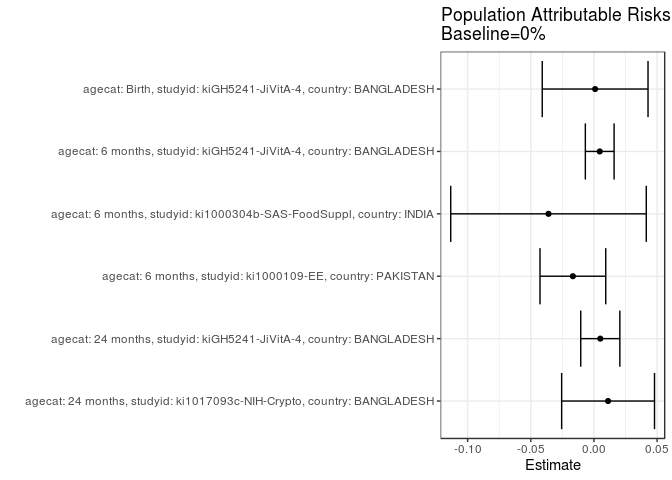 Population Attributable Risks
Baseline=0%
agecat: Birth, studyid: kiGH5241-JiVitA-4, country: BANGLADESH
agecat: 6 months, studyid: kiGH5241-JiVitA-4, country: BANGLADESH
agecat: 6 months, studyid: ki1000304b-SAS-FoodSuppl, country: INDIA
agecat: 6 months, studyid: ki1000109-EE, country: PAKISTAN
agecat: 24 months, studyid: kiGH5241-JiVitA-4, country: BANGLADESH
agecat: 24 months, studyid: ki1017093c-NIH-Crypto, country: BANGLADESH
-0.10 -0.05 0.00 0.05
Estimate